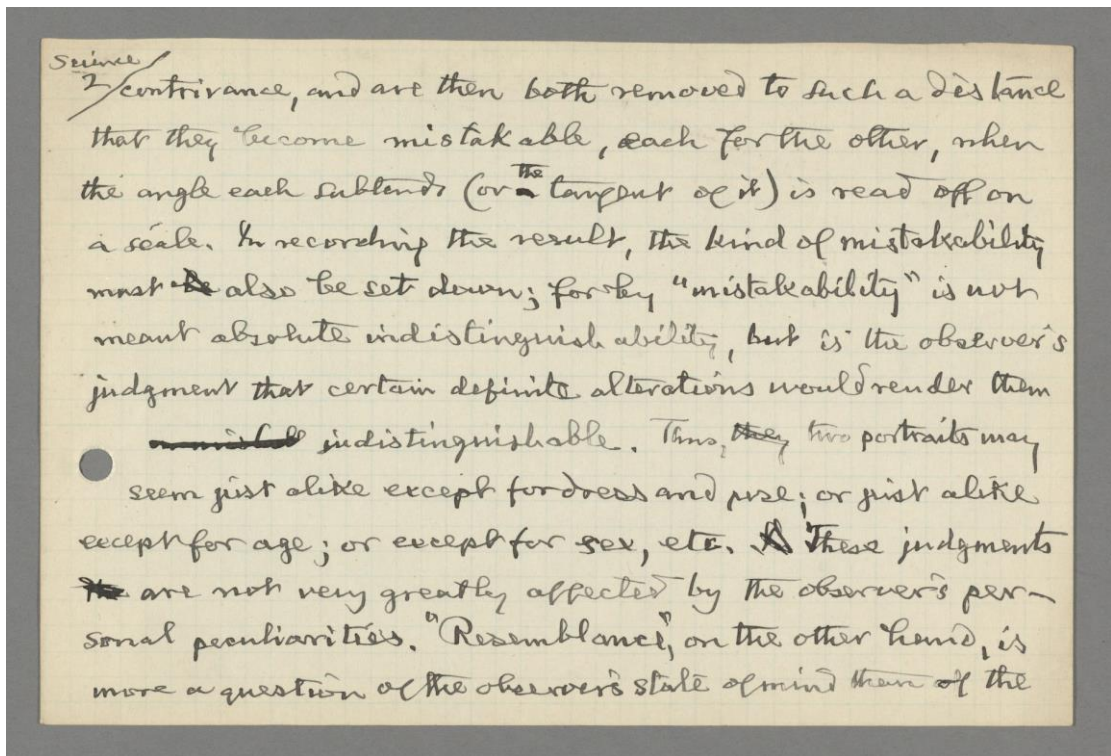 Science
2/ contrivance, and are then both removed to such a distance
that they become mistakable, each for the other, when
the angle each subtends (or the tangent of it) is read off on
a scale. In recording the result, the kind of mistakability
must also be set down; for by "mistakability" is not
meant absolute indistinguishability, but is the observer's
judgment that certain definite alterations would render them
indistinguishable. Thus, they two portraits may
seem just alike except for dress and pose; or just alike
except for age; or except for sex, etc. These judgments
are not very greatly affected by the observer's per-
sonal peculiarities. "Resemblance", on the other hand, is
more a question of the observer's state of mind than of the